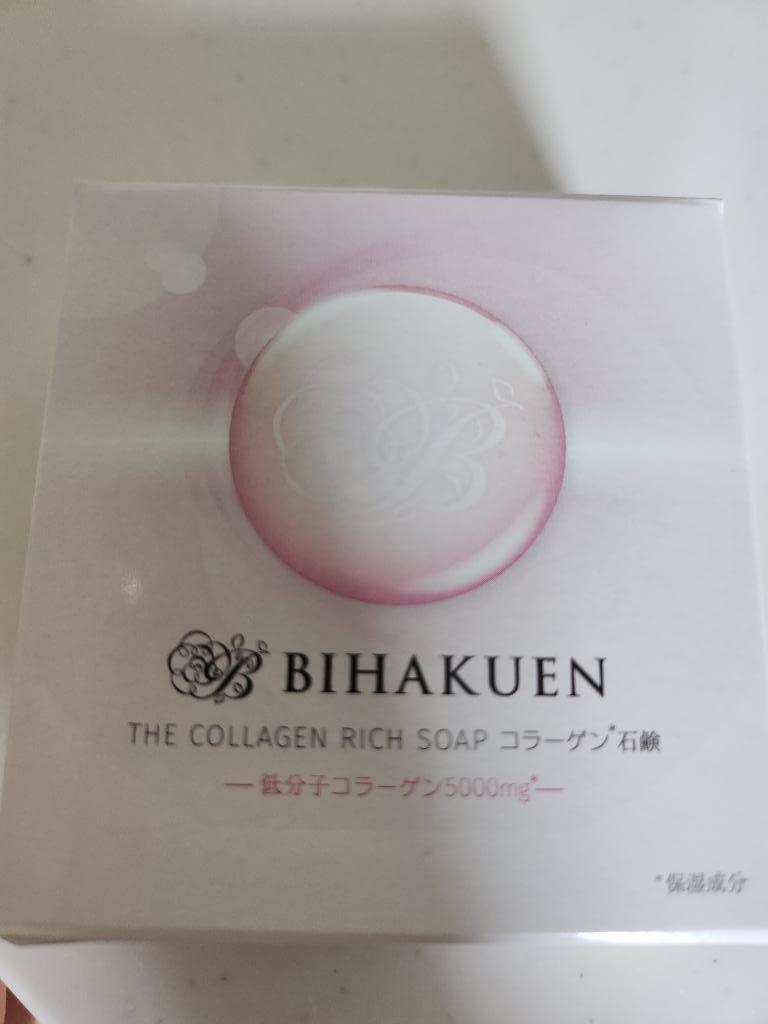 BIHAKUEN
THE COLLAGEN RICH SOAP コラーゲン*石鹸
― 低分子コラーゲン5000mg*―
*保湿成分